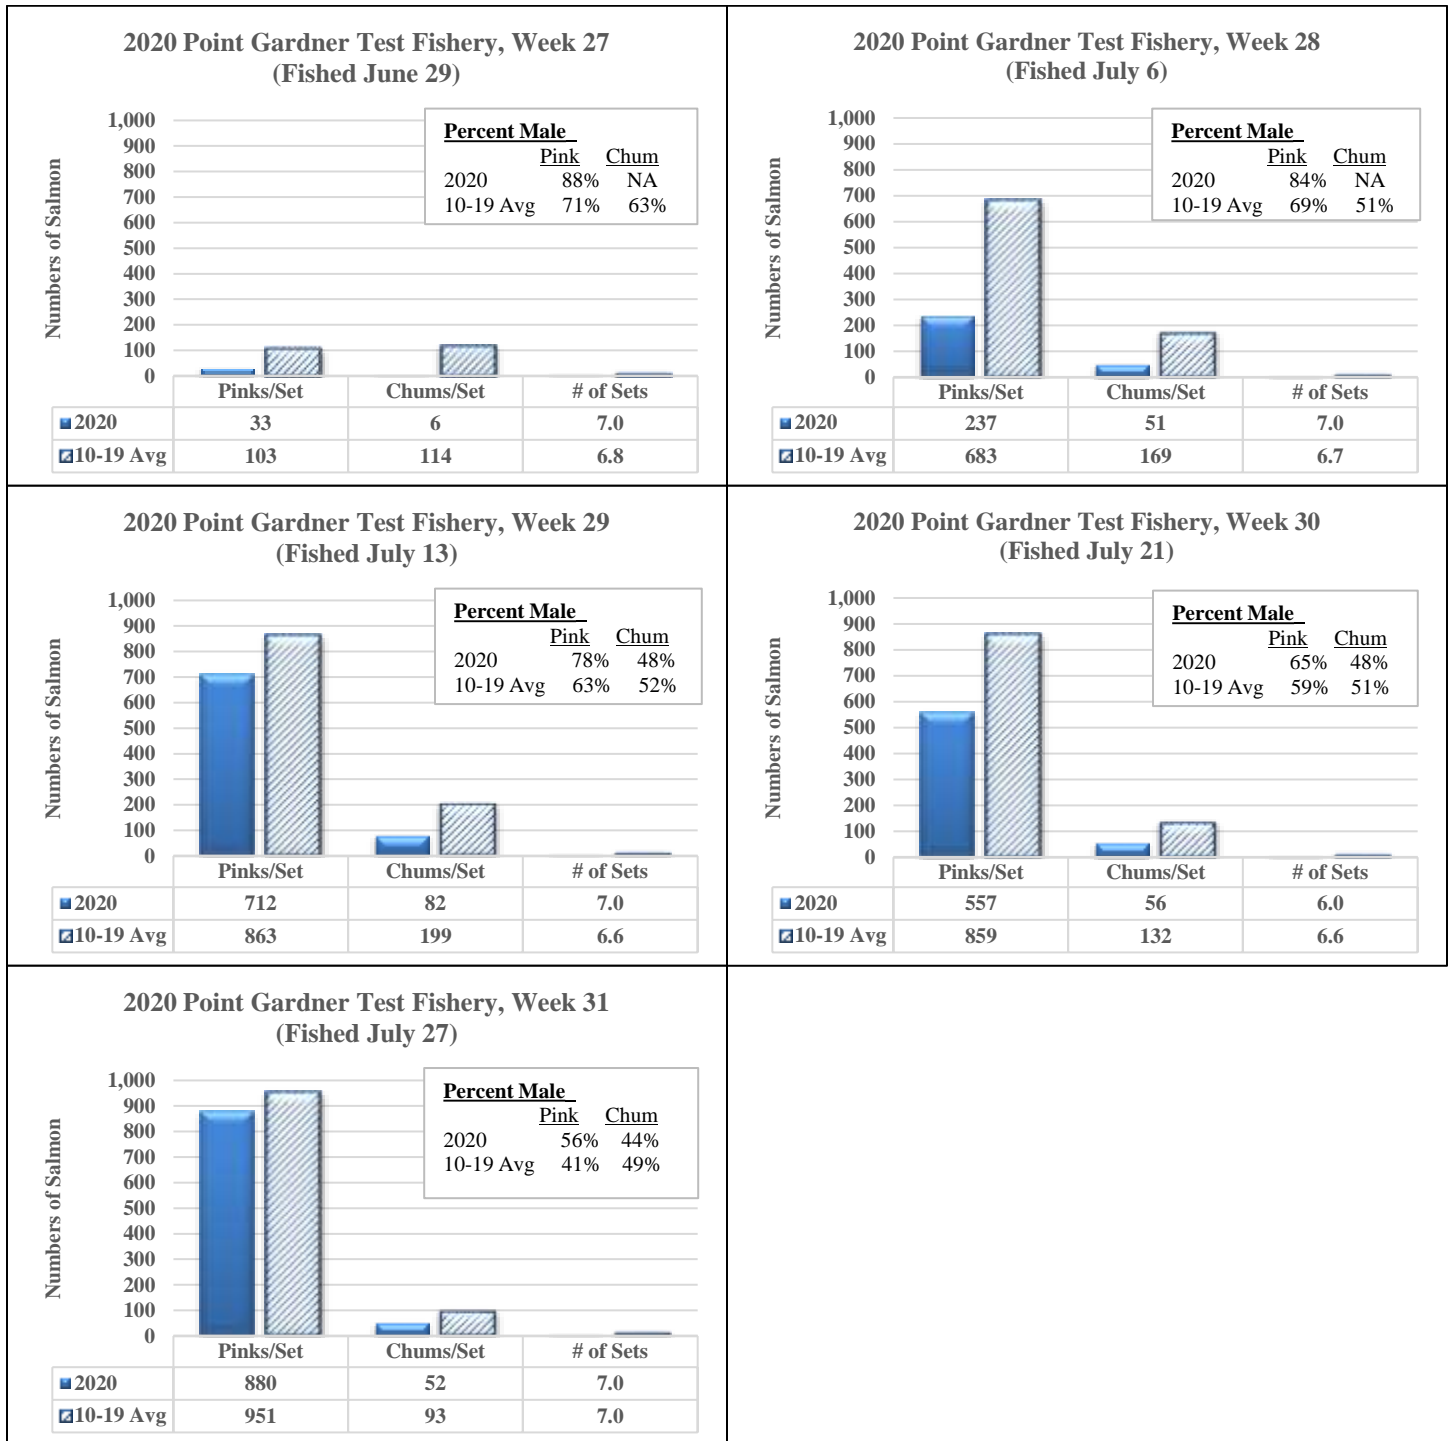 2020 Point Gardner Test Fishery, Week 27
(Fished June 29)
Numbers of Salmon
1,000
900
800
700
600
500
400
300
200
100
0
Percent Male
Pink Chum
2020 88% NA
10-19 Avg 71% 63%
Pinks/Set Chums/Set # of Sets
2020 33 6 7.0
10-19 Avg 103 114 6.8
2020 Point Gardner Test Fishery, Week 28
(Fished July 6)
Numbers of Salmon
1,000
900
800
700
600
500
400
300
200
100
0
Percent Male
Pink Chum
2020 84% NA
10-19 Avg 69% 51%
Pinks/Set Chums/Set # of Sets
2020 237 51 7.0
10-19 Avg 683 169 6.7
2020 Point Gardner Test Fishery, Week 29
(Fished July 13)
Numbers of Salmon
1,000
900
800
700
600
500
400
300
200
100
0
Percent Male
Pink Chum
2020 78% 48%
10-19 Avg 63% 52%
Pinks/Set Chums/Set # of Sets
2020 712 82 7.0
10-19 Avg 863 199 6.6
2020 Point Gardner Test Fishery, Week 30
(Fished July 21)
Numbers of Salmon
1,000
900
800
700
600
500
400
300
200
100
0
Percent Male
Pink Chum
2020 65% 48%
10-19 Avg 59% 51%
Pinks/Set Chums/Set # of Sets
2020 557 56 6.0
10-19 Avg 859 132 6.6
2020 Point Gardner Test Fishery, Week 31
(Fished July 27)
Numbers of Salmon
1,000
900
800
700
600
500
400
300
200
100
0
Percent Male
Pink Chum
2020 56% 44%
10-19 Avg 41% 49%
Pinks/Set Chums/Set # of Sets
2020 880 52 7.0
10-19 Avg 951 93 7.0